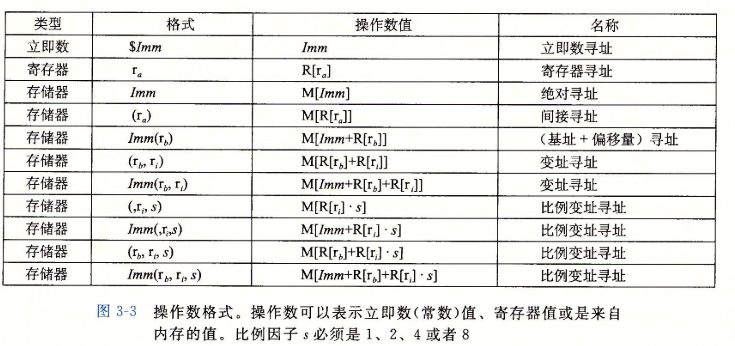 类型 格式 操作数值 名称
立即数 $Imm Imm 立即数寻址
寄存器 rₐ R[rₐ] 寄存器寻址
存储器 Imm M[Imm] 绝对寻址
存储器 (rₐ) M[R[rₐ]] 间接寻址
存储器 Imm(r_b) M[Imm+R[r_b]] （基址+偏移量）寻址
存储器 (r_b, r_i) M[R[r_b]+R[r_i]] 变址寻址
存储器 Imm(r_b, r_i) M[Imm+R[r_b]+R[r_i]] 变址寻址
存储器 (,r_i, s) M[R[r_i]·s] 比例变址寻址
存储器 Imm(,r_i,s) M[Imm+R[r_i]·s] 比例变址寻址
存储器 (r_b, r_i, s) M[R[r_b]+R[r_i]·s] 比例变址寻址
存储器 Imm(r_b, r_i, s) M[Imm+R[r_b]+R[r_i]·s] 比例变址寻址
图 3-3 操作数格式。操作数可以表示立即数(常数)值、寄存器值或是来自
内存的值。比例因子 s 必须是 1、2、4 或者 8